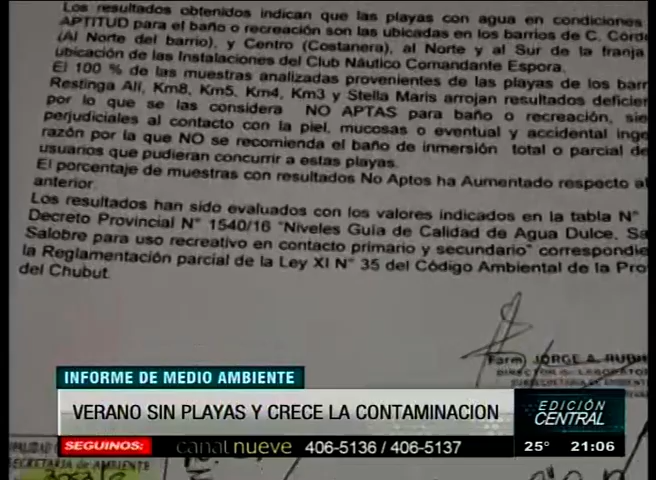 Los resultados obtenidos indican que las playas con agua en condiciones
APTITUD para el baño o recreación son las ubicadas en los barrios de C. Córd
(Al Norte del barrio), y Centro (Costanera), al Norte y al Sur de la franja
ubicación de las Instalaciones del Club Náutico Comandante Espora.
El 100 % de las muestras analizadas provenientes de las playas de los barr
Restinga Alí, Km8, Km5, Km4, Km3 y Stella Maris arrojan resultados deficien
por lo que se las considera NO APTAS para baño o recreación, sie
perjudiciales al contacto con la piel, mucosas o eventual y accidental inge
razón por la que NO se recomienda el baño de inmersión total o parcial de
usuarios que pudieran concurrir a estas playas.
El porcentaje de muestras con resultados No Aptos ha Aumentado respecto al
anterior.
Los resultados han sido evaluados con los valores indicados en la tabla N°
Decreto Provincial N° 1540/16 "Niveles Guía de Calidad de Agua Dulce, Sa
Salobre para uso recreativo en contacto primario y secundario" correspondie
la Reglamentación parcial de la Ley XI N° 35 del Código Ambiental de la Pro
del Chubut.
Farm. JORGE A. RUBI
INFORME DE MEDIO AMBIENTE
VERANO SIN PLAYAS Y CRECE LA CONTAMINACION
EDICIÓN
CENTRAL
SEGUINOS:
canal nueve
406-5136 / 406-5137
25° 21:06
SECRETARIA de AMBIENTE